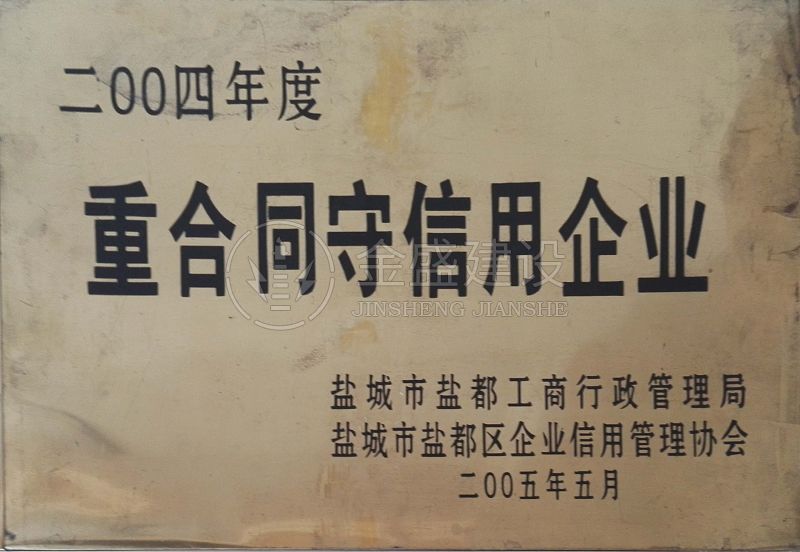 二00四年度
重合同守信用企业
金盛建设
JINSHENG JIANSHE
盐城市盐都工商行政管理局
盐城市盐都区企业信用管理协会
二00五年五月